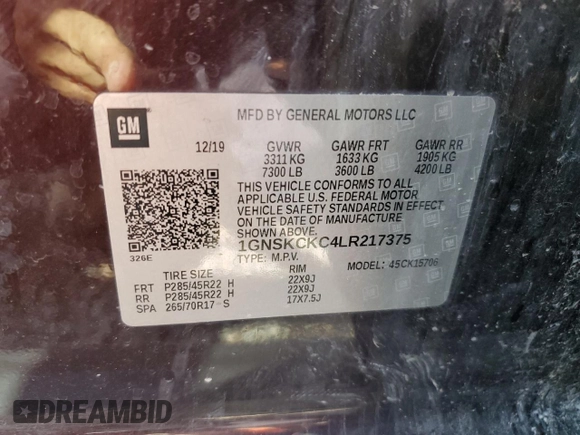 GM
MFD BY GENERAL MOTORS LLC
12/19 GVWR GAWR FRT GAWR RR
3311 KG 1633 KG 1905 KG
7300 LB 3600 LB 4200 LB
THIS VEHICLE CONFORMS TO ALL
APPLICABLE U.S. FEDERAL MOTOR
VEHICLE SAFETY STANDARDS IN EFFECT
ON THE DATE OF MANUFACTURE
SHOWN ABOVE.
1GNSKCKC4LR217375
326E
TYPE: M.P.V. MODEL: 45CK15706
TIRE SIZE RIM
FRT P285/45R22 H 22X9J
RR P285/45R22 H 22X9J
SPA 265/70R17 S 17X7.5J
DREAMBID